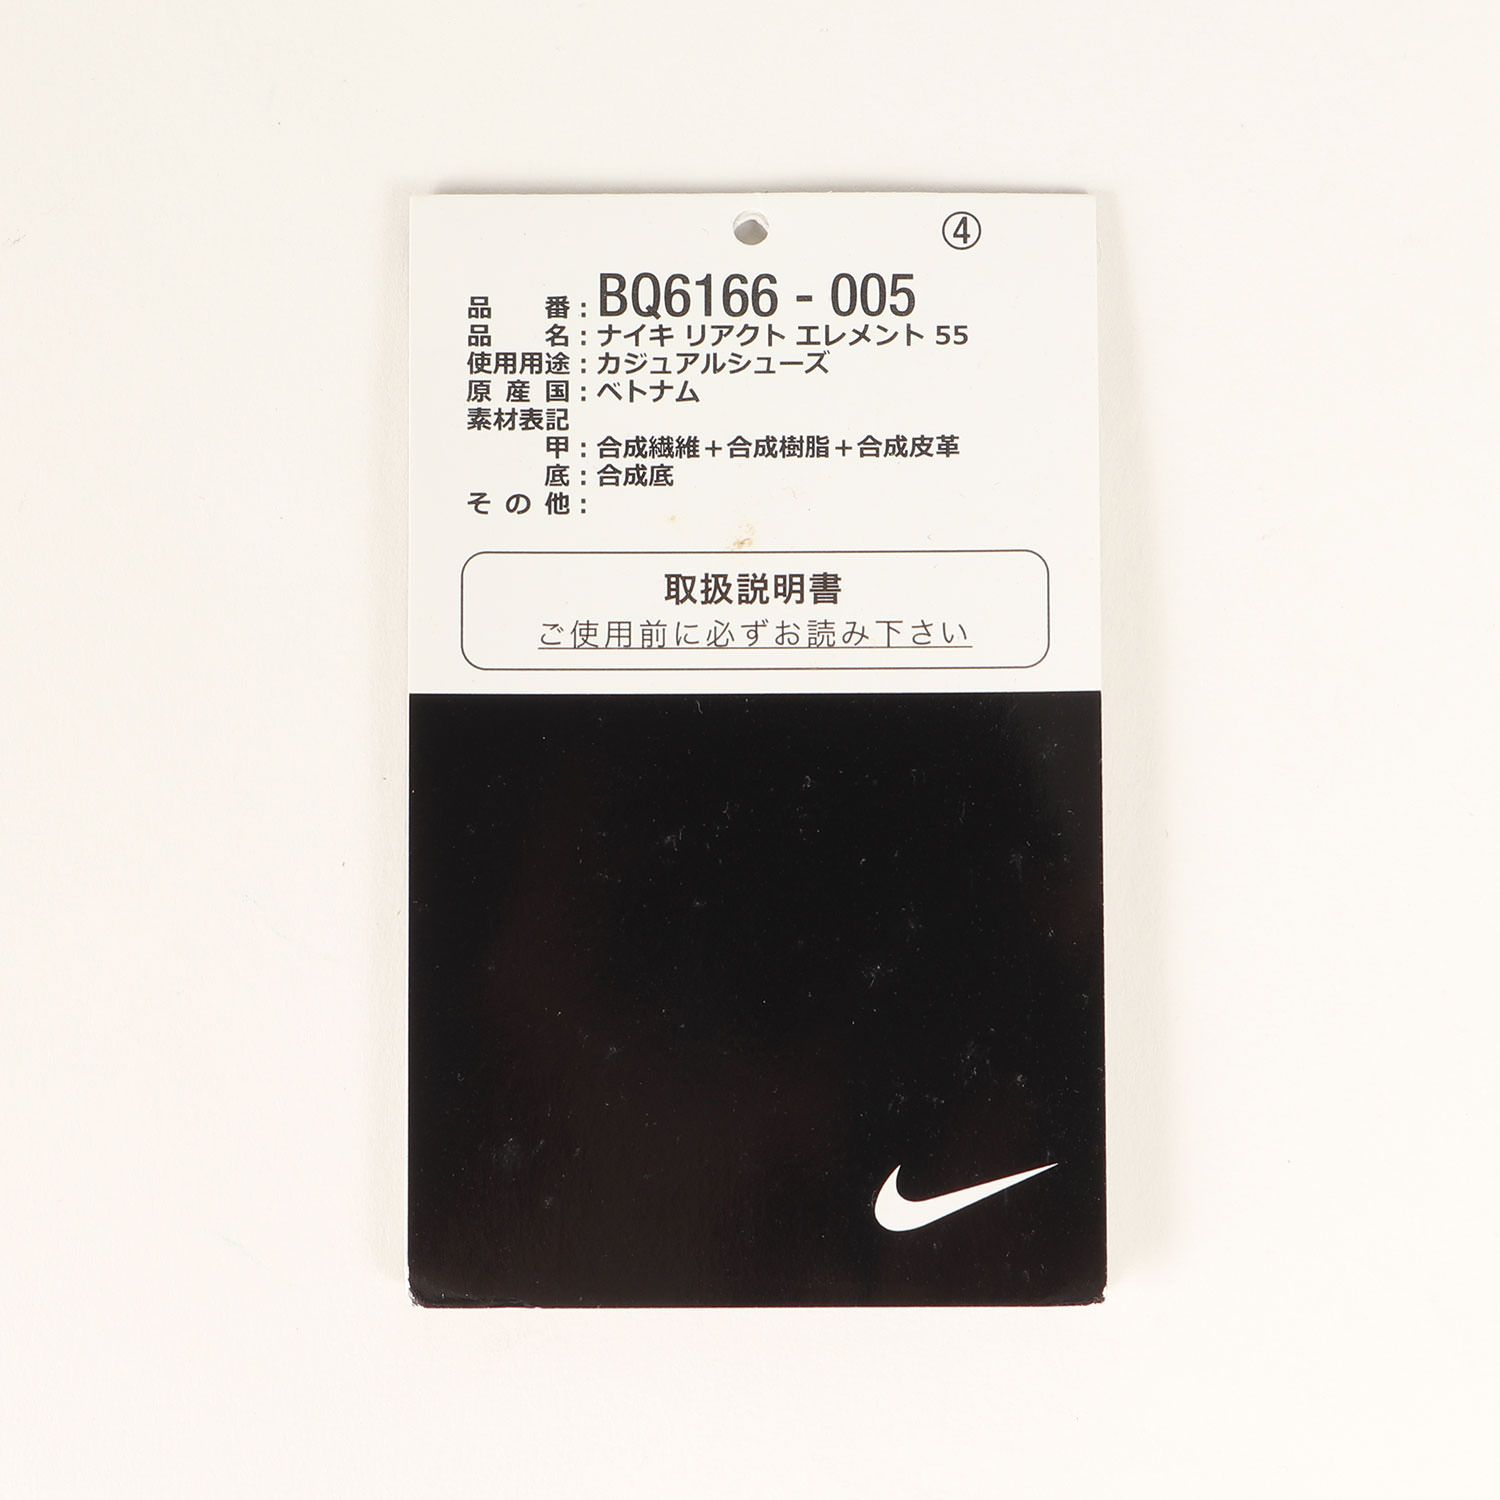 ④
品番：BQ6166 - 005
品名：ナイキ リアクト エレメント 55
使用用途：カジュアルシューズ
原産国：ベトナム
素材表記
甲：合成繊維＋合成樹脂＋合成皮革
底：合成底
その他：
取扱説明書
ご使用前に必ずお読み下さい